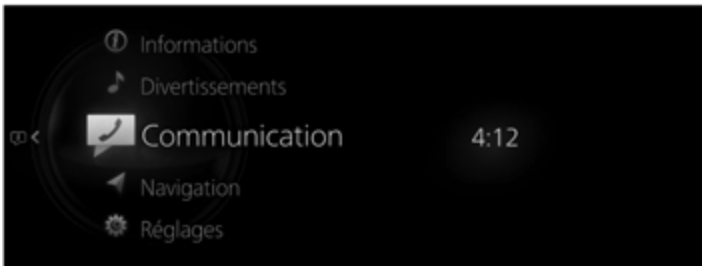 Informations
Divertissements
Communication
4:12
Navigation
Réglages